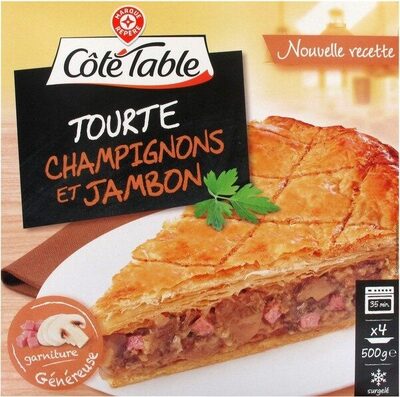 MARQUE
REPÈRE
Côté Table
Nouvelle recette
TOURTE
CHAMPIGNONS
ET JAMBON
35 min.
x4
500g
surgelé
garniture
Généreuse